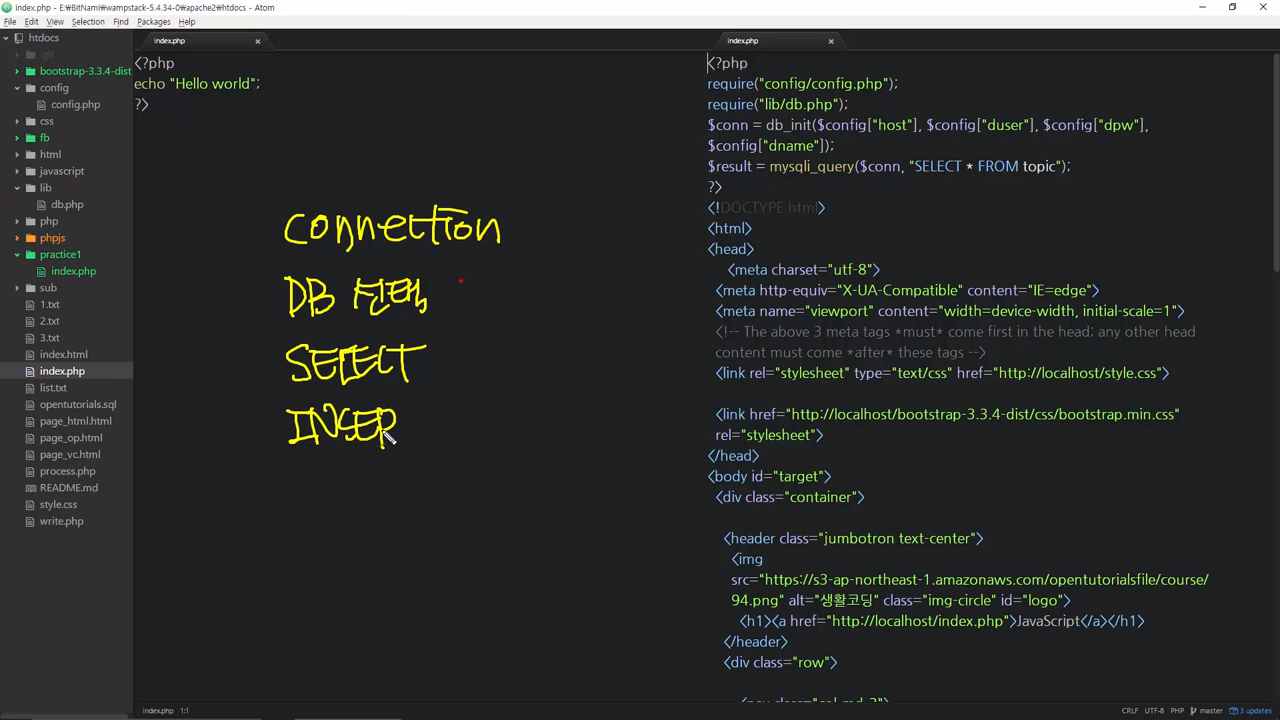 index.php - E:₩BitNami₩wampstack-5.4.34-0₩apache2₩htdocs - Atom
File Edit View Selection Find Packages Help
htdocs
.git
bootstrap-3.3.4-dist
config
config.php
css
fb
html
javascript
lib
db.php
php
phpjs
practice1
index.php
sub
1.txt
2.txt
3.txt
index.html
index.php
list.txt
opentutorials.sql
page_html.html
page_op.html
page_vc.html
process.php
README.md
style.css
write.php
index.php
<?php
echo "Hello world";
?>
Connection
DB 선택
SELECT
INSER
index.php
<?php
require("config/config.php");
require("lib/db.php");
$conn = db_init($config["host"], $config["duser"], $config["dpw"],
$config["dname"]);
$result = mysqli_query($conn, "SELECT * FROM topic");
?>
<!DOCTYPE html>
<html>
<head>
<meta charset="utf-8">
<meta http-equiv="X-UA-Compatible" content="IE=edge">
<meta name="viewport" content="width=device-width, initial-scale=1">
<!-- The above 3 meta tags *must* come first in the head; any other head
content must come *after* these tags -->
<link rel="stylesheet" type="text/css" href="http://localhost/style.css">
<link href="http://localhost/bootstrap-3.3.4-dist/css/bootstrap.min.css"
rel="stylesheet">
</head>
<body id="target">
<div class="container">
<header class="jumbotron text-center">
<img
src="https://s3-ap-northeast-1.amazonaws.com/opentutorialsfile/course/
94.png" alt="생활코딩" class="img-circle" id="logo">
<h1><a href="http://localhost/index.php">JavaScript</a></h1>
</header>
<div class="row">
index.php 1:1
CRLF UTF-8 PHP master 3 updates